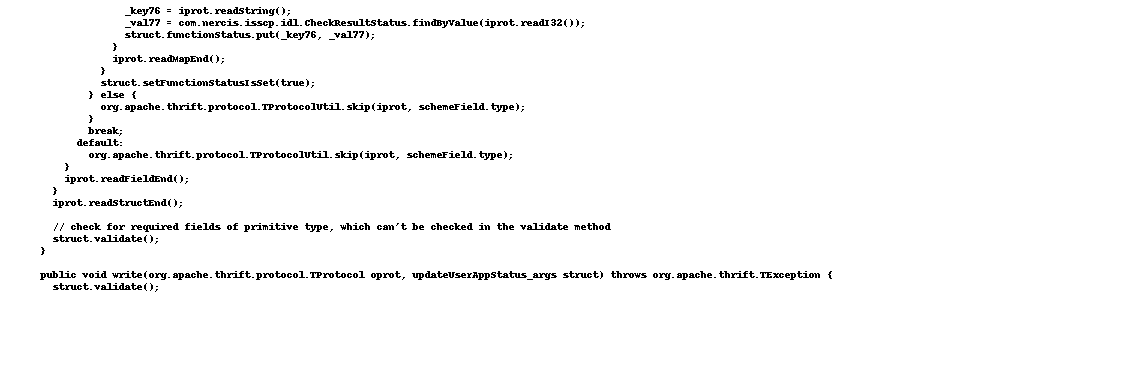 _key76 = iprot.readString();
_val77 = com.nercis.isscp.idl.CheckResultStatus.findByValue(iprot.readI32());
struct.functionStatus.put(_key76, _val77);
}
iprot.readMapEnd();
}
struct.setFunctionStatusIsSet(true);
} else {
org.apache.thrift.protocol.TProtocolUtil.skip(iprot, schemeField.type);
}
break;
default:
org.apache.thrift.protocol.TProtocolUtil.skip(iprot, schemeField.type);
}
iprot.readFieldEnd();
}
iprot.readStructEnd();
// check for required fields of primitive type, which can't be checked in the validate method
struct.validate();
}
public void write(org.apache.thrift.protocol.TProtocol oprot, updateUserAppStatus_args struct) throws org.apache.thrift.TException {
struct.validate();